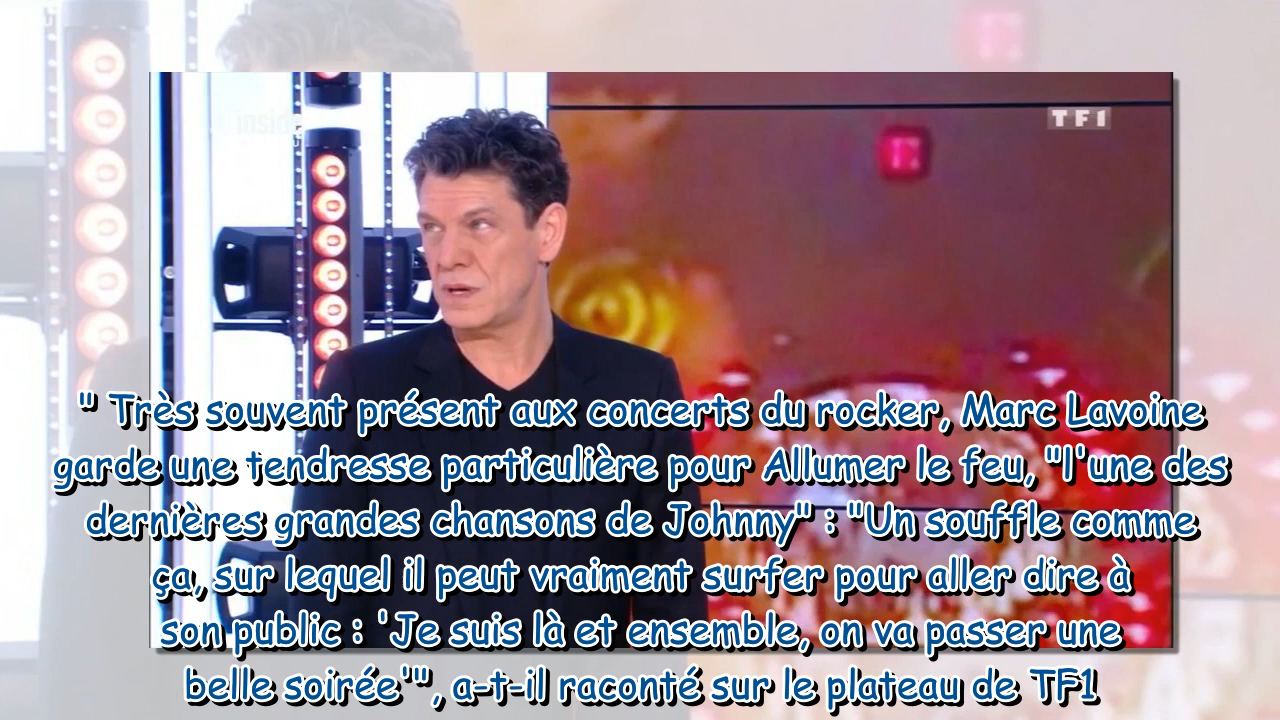 inside
TF1
" Très souvent présent aux concerts du rocker, Marc Lavoine
garde une tendresse particulière pour Allumer le feu, "l'une des
dernières grandes chansons de Johnny" : "Un souffle comme
ça, sur lequel il peut vraiment surfer pour aller dire à
son public : 'Je suis là et ensemble, on va passer une
belle soirée'", a-t-il raconté sur le plateau de TF1